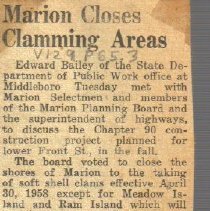 Marion Closes
Clamming Areas
Edward Bailey of the State De-
partment of Public Work office at
Middleboro Tuesday met with
Marion Selectmen and members
of the Marion Planning Board and
the superintendent of highways,
to discuss the Chapter 90
construction project planned for
lower Front St., in the fall.
The board voted to close the
shores of Marion to the taking
of soft shell clams effective April
30, 1958 except for Meadow Is-
land and Ram Island which will